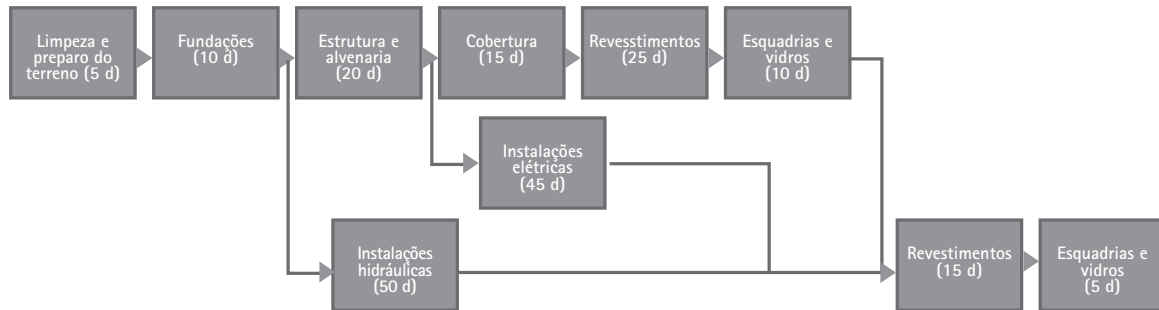 Limpeza e
preparo do
terreno (5 d)
Fundações
(10 d)
Estrutura e
alvenaria
(20 d)
Cobertura
(15 d)
Revesstimentos
(25 d)
Esquadrias e
vidros
(10 d)
Instalações
elétricas
(45 d)
Instalações
hidráulicas
(50 d)
Revestimentos
(15 d)
Esquadrias e
vidros
(5 d)